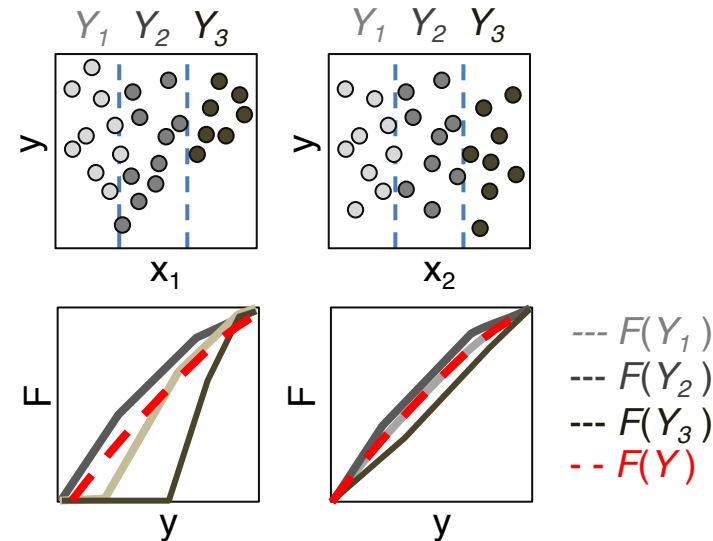 Y1 Y2 Y3
Y1 Y2 Y3
y
y
x1
x2
F
F
y
y
--- F(Y1)
--- F(Y2)
--- F(Y3)
-- F(Y)